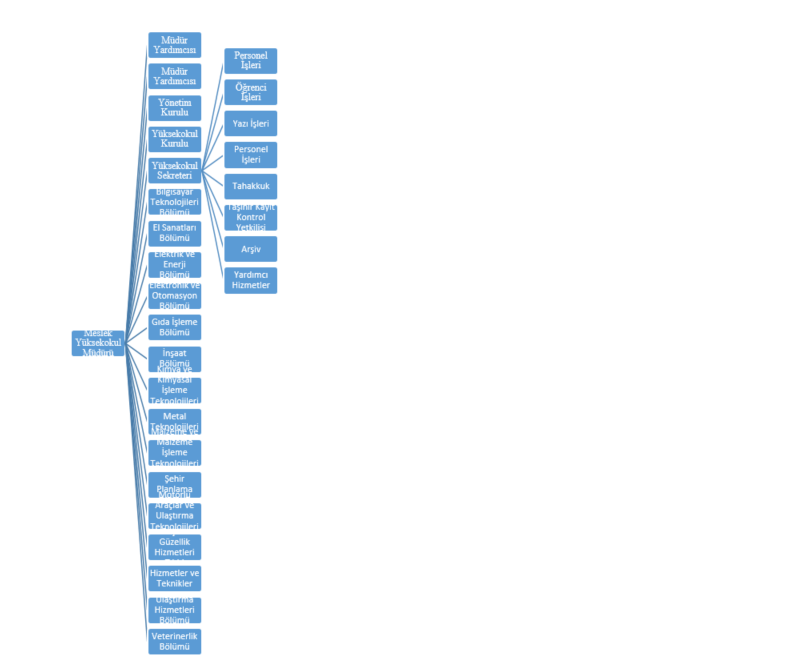 Müdür
Yardımcısı
Müdür
Yardımcısı
Yönetim
Kurulu
Yüksekokul
Kurulu
Yüksekokul
Sekreteri
Bilgisayar
Teknolojileri
Bölümü
El Sanatları
Bölümü
Elektrik ve
Enerji
Bölümü
Elektronik ve
Otomasyon
Bölümü
Gıda İşleme
Bölümü
İnşaat
Bölümü
Kimya ve
Kimyasal
İşleme
Teknolojileri
Metal
Teknolojileri
Malzeme ve
Malzeme
İşleme
Teknolojileri
Şehir
Planlama
Motorlu
Araçlar ve
Ulaştırma
Teknolojileri
Güzellik
Hizmetleri
Hizmetler ve
Teknikler
Ulaştırma
Hizmetleri
Bölümü
Veterinerlik
Bölümü
Personel
İşleri
Öğrenci
İşleri
Yazı İşleri
Personel
İşleri
Tahakkuk
Taşınır Kayıt
Kontrol
Yetkilisi
Arşiv
Yardımcı
Hizmetler
Meslek
Yüksekokul
Müdürü